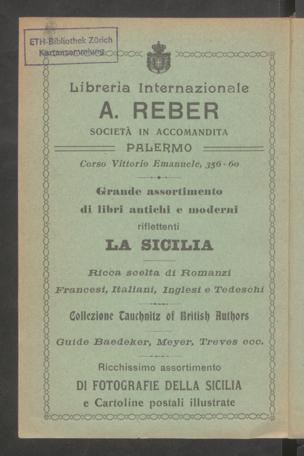 ETH-Bibliothek Zürich
Kartensammlung
Libreria Internazionale
A. REBER
SOCIETÀ IN ACCOMANDITA
PALERMO
Corso Vittorio Emanuele, 356-60
Grande assortimento
di libri antichi e moderni
riflettenti
LA SICILIA
Ricca scelta di Romanzi
Francesi, Italiani, Inglesi e Tedeschi
Collezione Tauchnitz of British Authors
Guide Baedeker, Meyer, Treves ecc.
Ricchissimo assortimento
DI FOTOGRAFIE DELLA SICILIA
e Cartoline postali illustrate